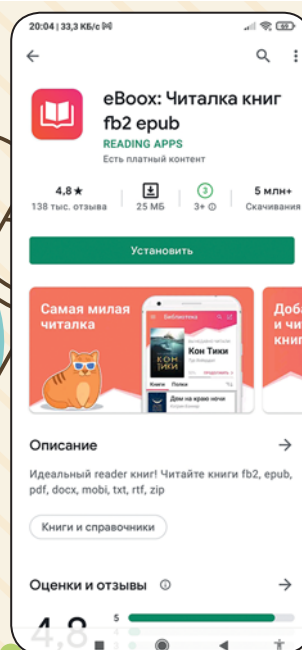 20:04 | 33,3 КБ/с
eBoox: Читалка книг
fb2 epub
READING APPS
Есть платный контент
4,8 ★
138 тыс. отзыва
25 МБ
3
3+
5 млн+
Скачивания
Установить
Самая милая
читалка
Библиотека
Кон Тики
КОН
ТИКИ
Книги Полки
Дом на краю ночи
Доба
и чи
книг
Описание
Идеальный reader книг! Читайте книги fb2, epub,
pdf, docx, mobi, txt, rtf, zip
Книги и справочники
Оценки и отзывы
4,8
5